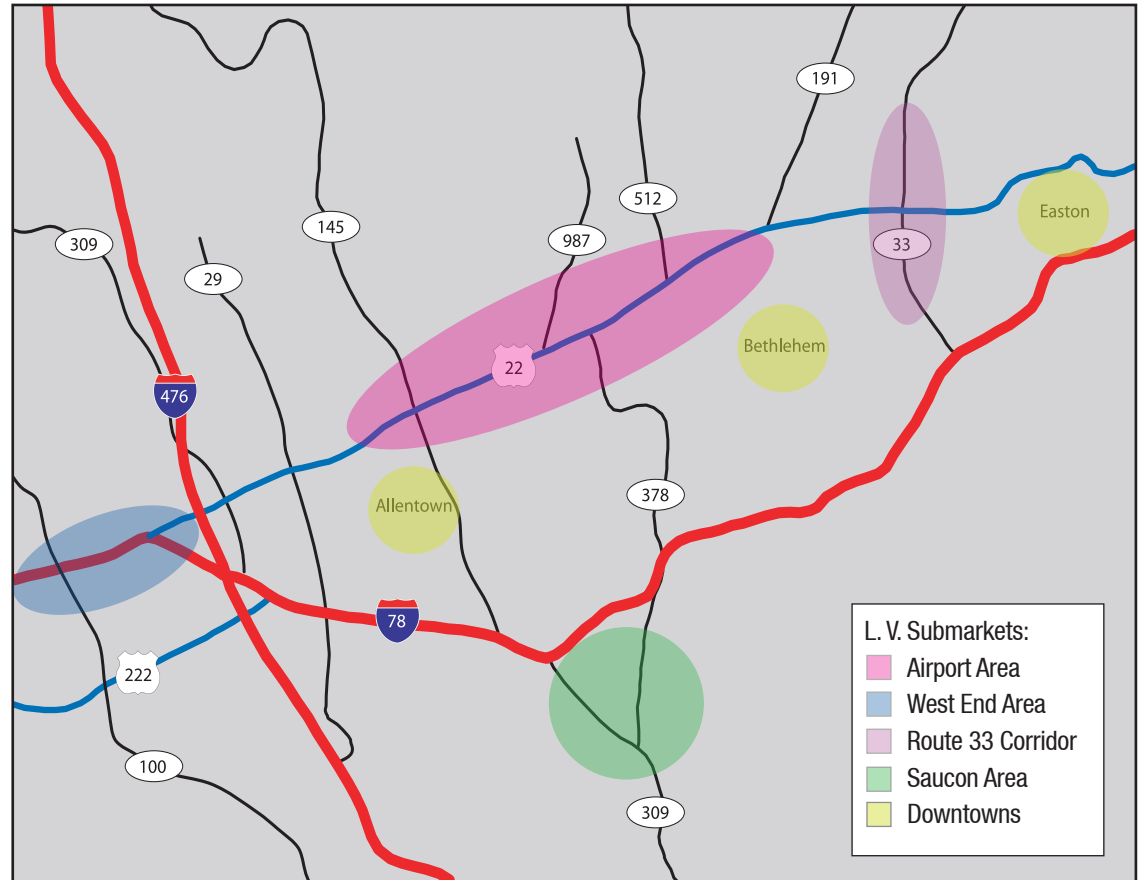 191
512
Easton
145
987
309
33
29
Bethlehem
22
476
378
Allentown
78
222
100
309
L. V. Submarkets:
Airport Area
West End Area
Route 33 Corridor
Saucon Area
Downtowns